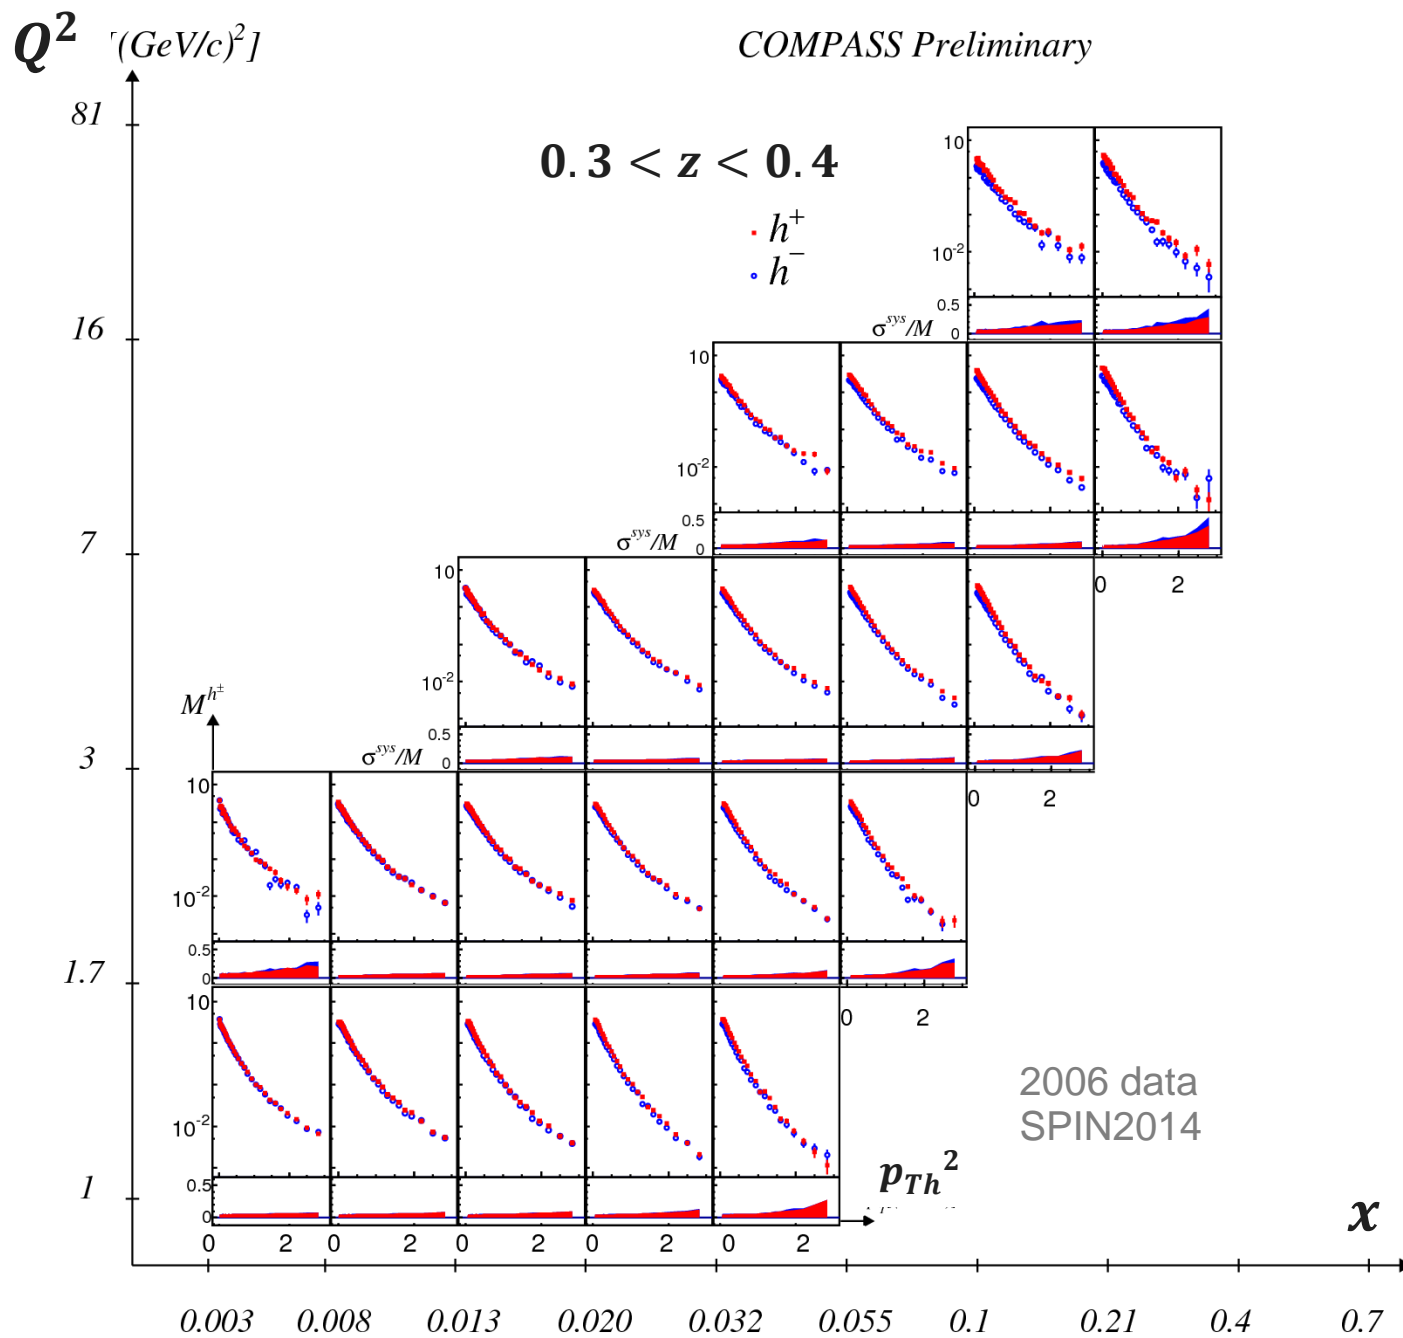 Q² [(GeV/c)²]
COMPASS Preliminary
81
0.3 < z < 0.4
h⁺
h⁻
10
10⁻²
0.5
0
σˢʸˢ/M
16
10
10⁻²
0.5
0
σˢʸˢ/M
7
0 2
10
10⁻²
0.5
0
σˢʸˢ/M
M^h±
3
0 2
10
10⁻²
0.5
0
1.7
0 2
10
10⁻²
0.5
0
2006 data
SPIN2014
1
p_Th²
x
0 2 0 2 0 2 0 2 0 2
0.003 0.008 0.013 0.020 0.032 0.055 0.1 0.21 0.4 0.7